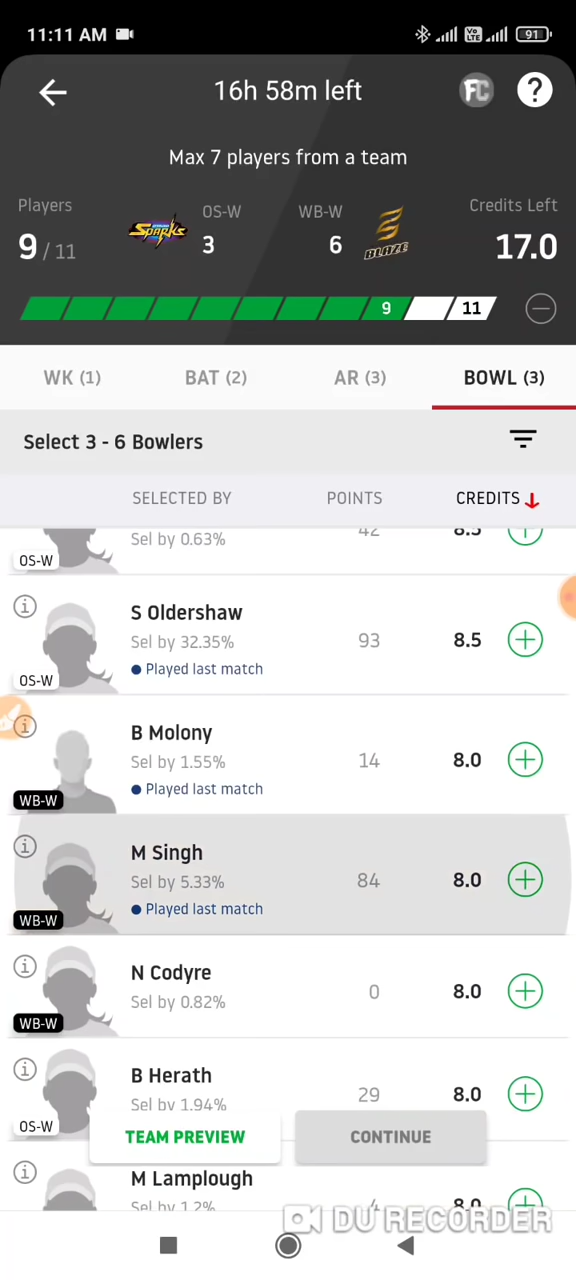 11:11 AM
Vo LTE
91
16h 58m left
FC
?
Max 7 players from a team
Players
OS-W
WB-W
Credits Left
9 / 11
Sparks
3
6
BLAZE
17.0
9
11
WK (1)
BAT (2)
AR (3)
BOWL (3)
Select 3 - 6 Bowlers
SELECTED BY
POINTS
CREDITS
Sel by 0.63%
42
8.5
OS-W
S Oldershaw
Sel by 32.35%
93
8.5
Played last match
OS-W
B Molony
Sel by 1.55%
14
8.0
Played last match
WB-W
M Singh
Sel by 5.33%
84
8.0
Played last match
WB-W
N Codyre
Sel by 0.82%
0
8.0
WB-W
B Herath
Sel by 1.94%
29
8.0
OS-W
TEAM PREVIEW
CONTINUE
M Lamplough
Sel by 1.2%
4
8.0
DU RECORDER